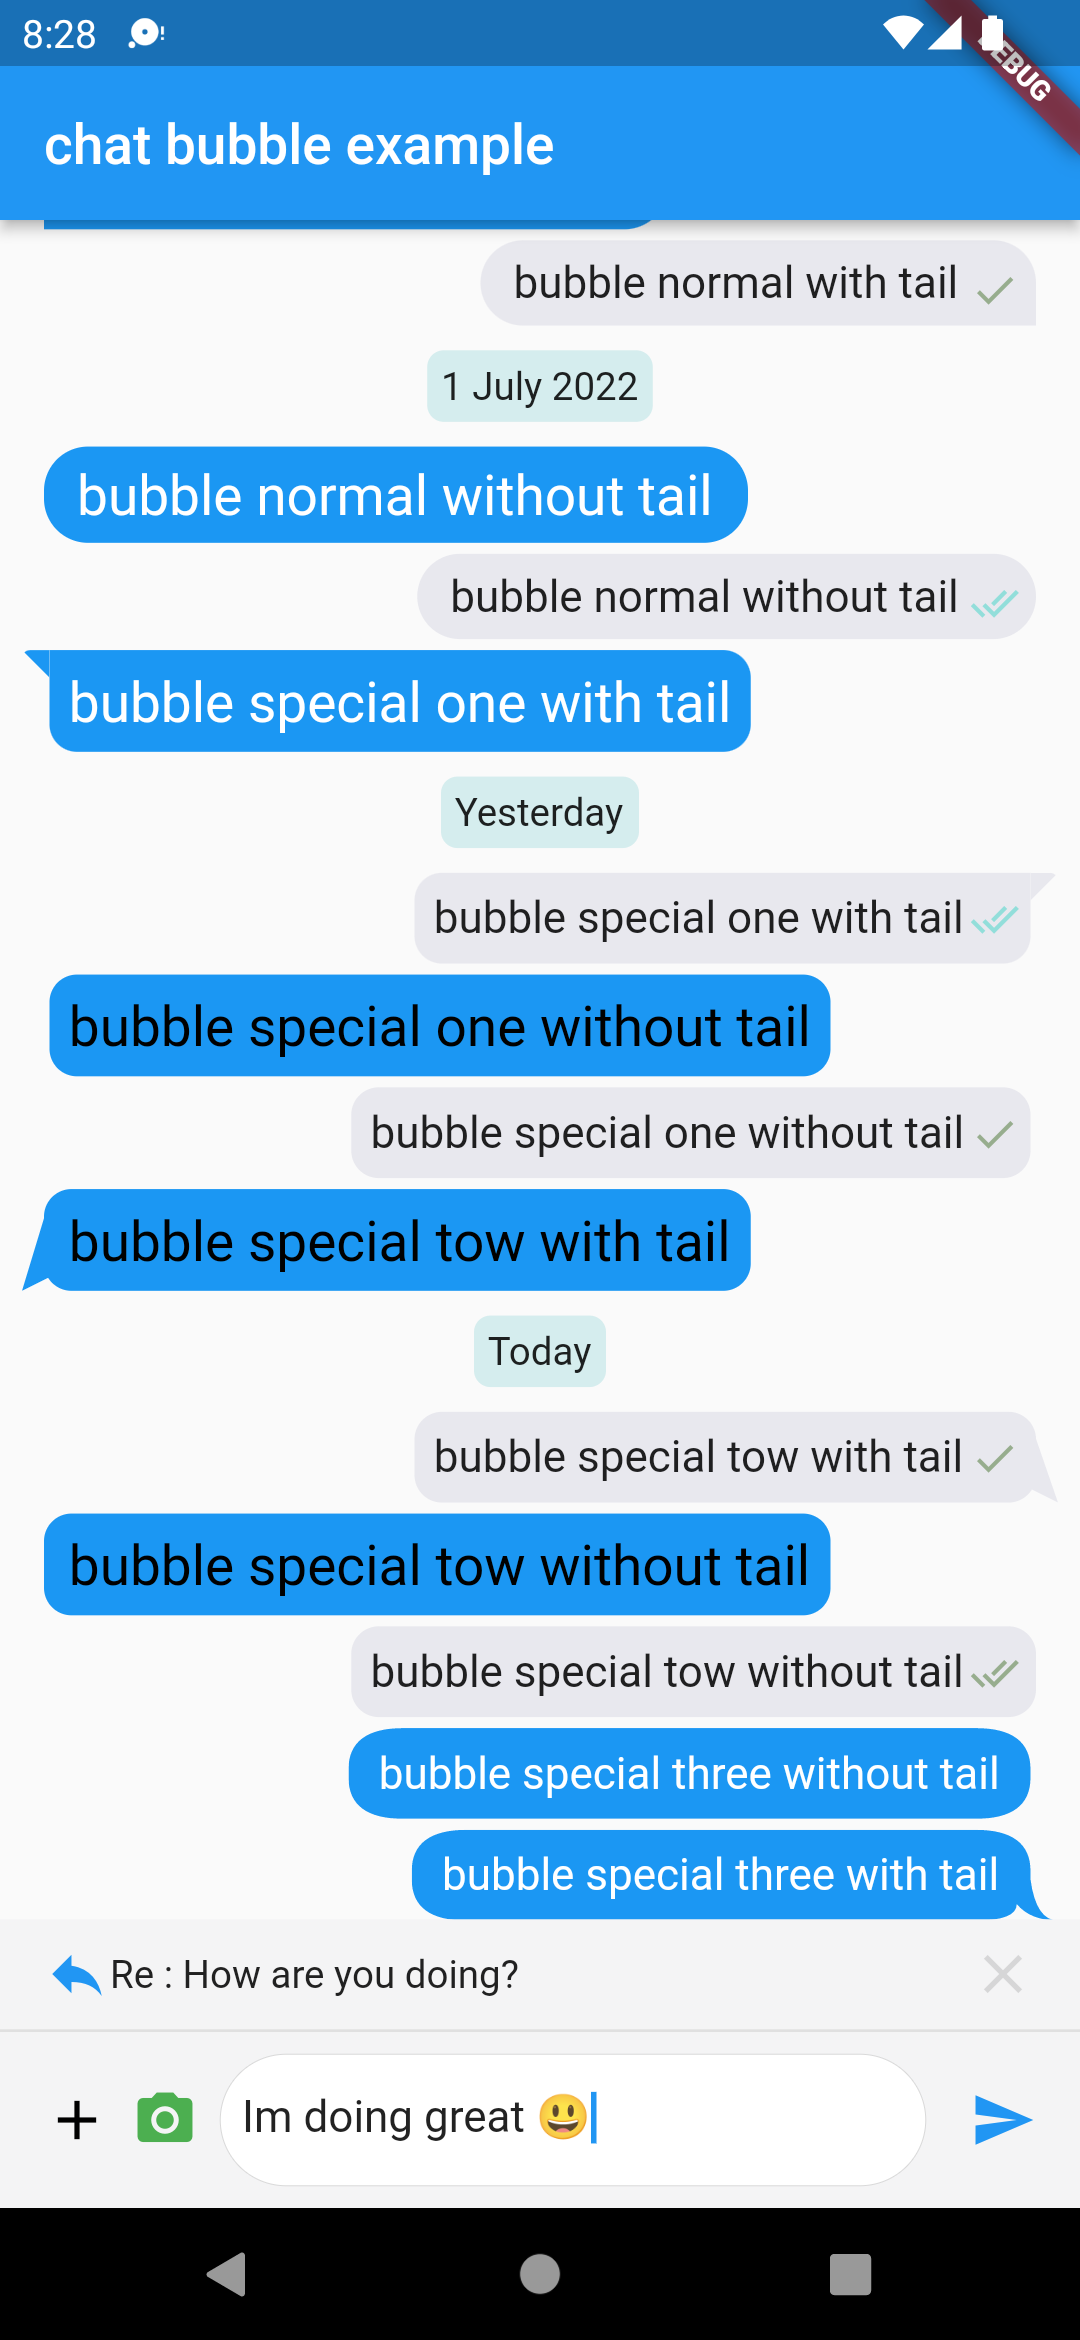 8:28
EBUG
chat bubble example
bubble normal with tail
1 July 2022
bubble normal without tail
bubble normal without tail
bubble special one with tail
Yesterday
bubble special one with tail
bubble special one without tail
bubble special one without tail
bubble special tow with tail
Today
bubble special tow with tail
bubble special tow without tail
bubble special tow without tail
bubble special three without tail
bubble special three with tail
Re : How are you doing?
Im doing great 😃